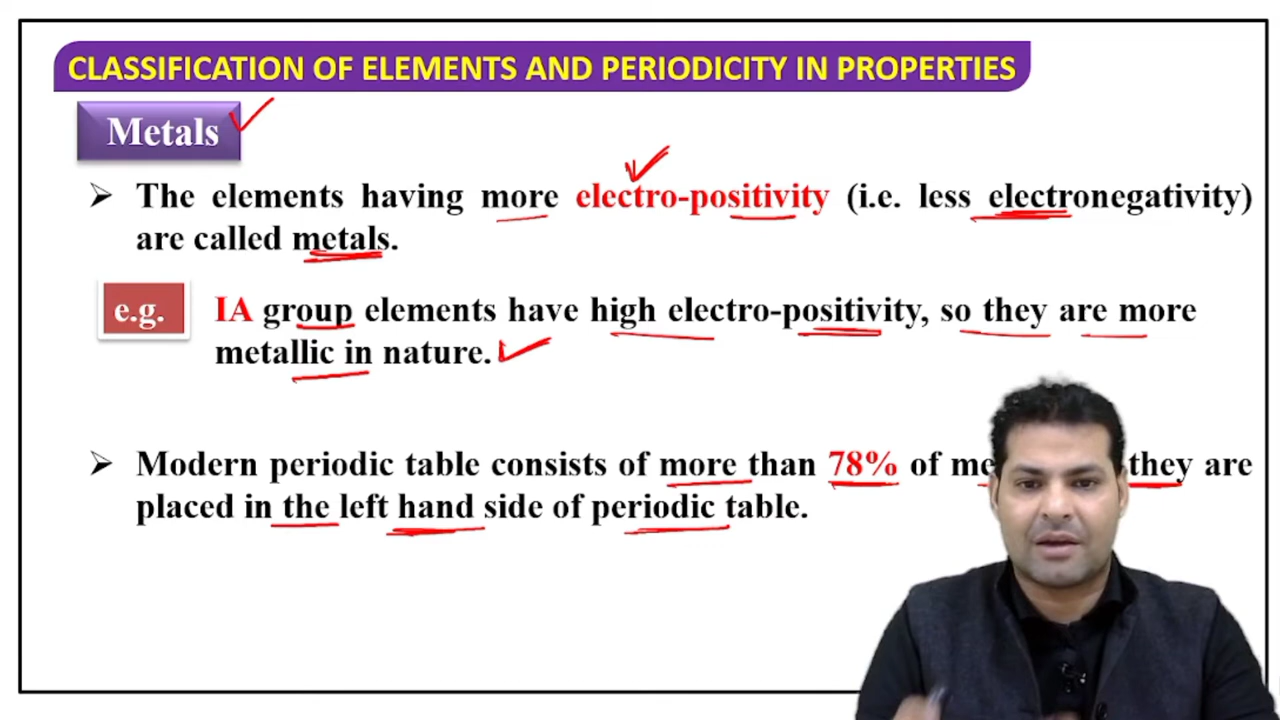 CLASSIFICATION OF ELEMENTS AND PERIODICITY IN PROPERTIES
Metals
The elements having more electro-positivity (i.e. less electronegativity)
are called metals.
e.g.
IA group elements have high electro-positivity, so they are more
metallic in nature.
Modern periodic table consists of more than 78% of they are
placed in the left hand side of periodic table.